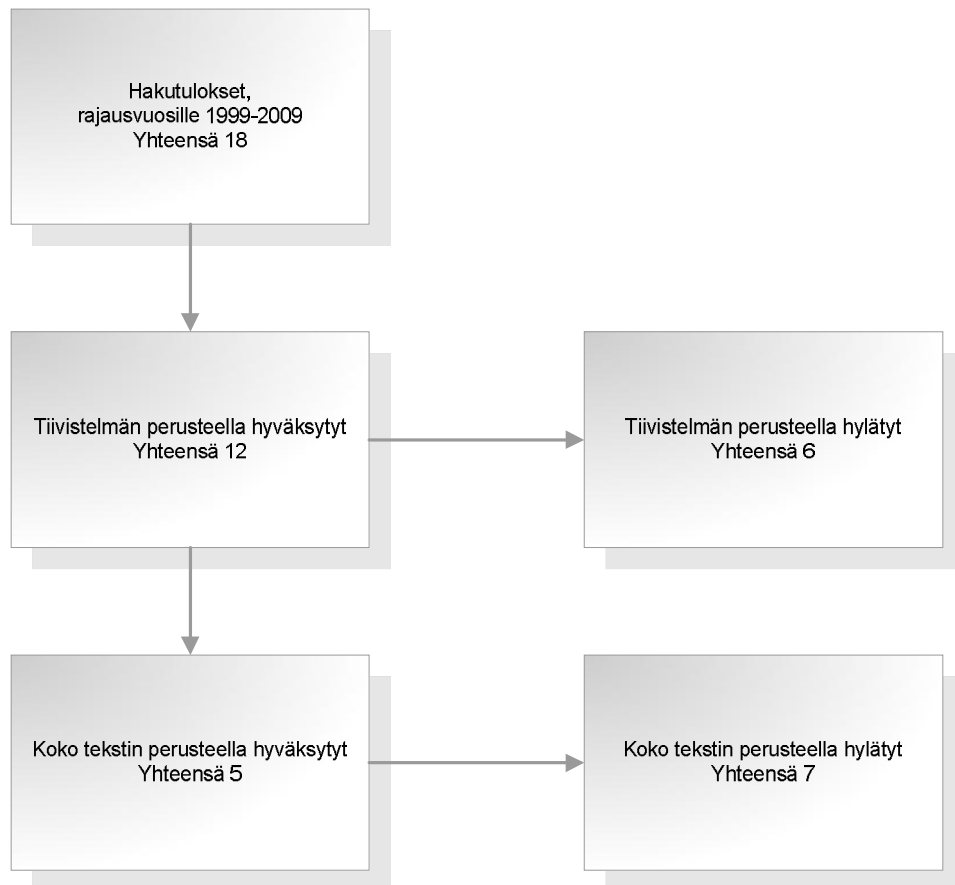 Hakutulokset,
rajausvuosille 1999-2009
Yhteensä 18
Tiivistelmän perusteella hyväksytyt
Yhteensä 12
Tiivistelmän perusteella hylätyt
Yhteensä 6
Koko tekstin perusteella hyväksytyt
Yhteensä 5
Koko tekstin perusteella hylätyt
Yhteensä 7